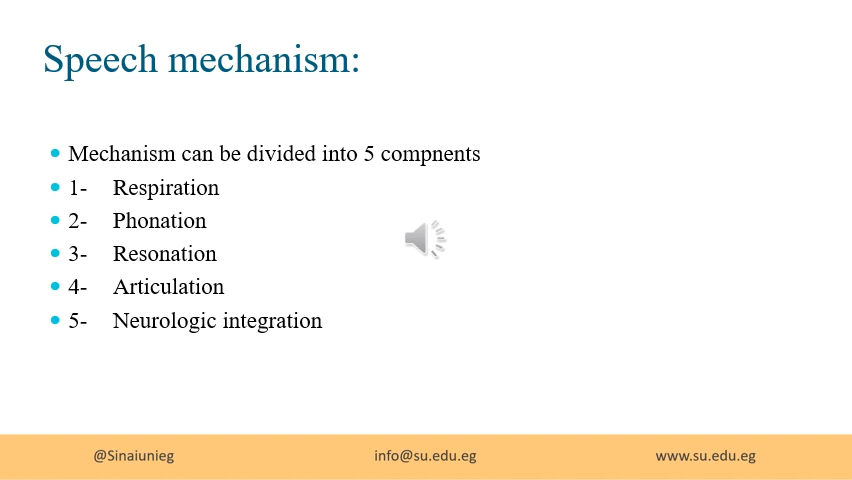 Speech mechanism:
• Mechanism can be divided into 5 compnents
• 1- Respiration
• 2- Phonation
• 3- Resonation
• 4- Articulation
• 5- Neurologic integration
@Sinaiunieg info@su.edu.eg www.su.edu.eg